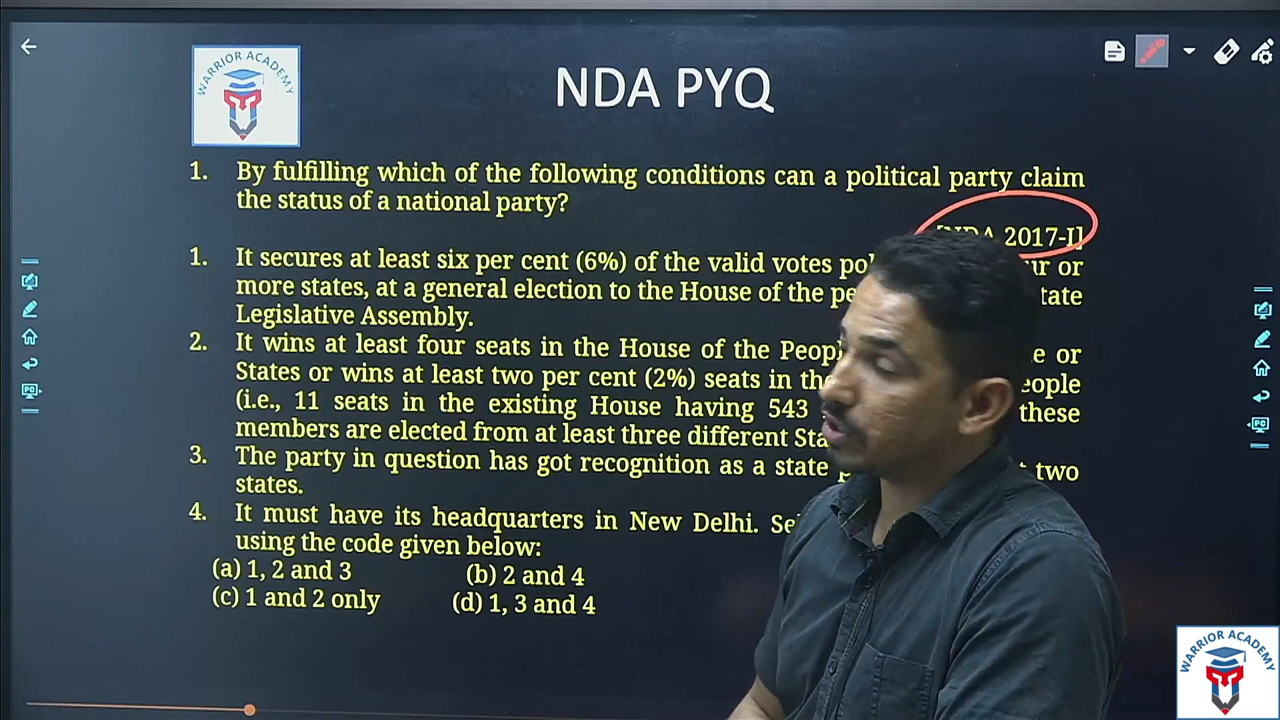 WARRIOR ACADEMY
NDA PYQ
1. By fulfilling which of the following conditions can a political party claim
the status of a national party?
2017-I]
1. It secures at least six per cent (6%) of the valid votes or
more states, at a general election to the House of the
Legislative Assembly.
2. It wins at least four seats in the House of the or
States or wins at least two per cent (2%) seats in
(i.e., 11 seats in the existing House having 543 these
members are elected from at least three different
3. The party in question has got recognition as a state two
states.
4. It must have its headquarters in New Delhi.
using the code given below:
(a) 1, 2 and 3 (b) 2 and 4
(c) 1 and 2 only (d) 1, 3 and 4
WARRIOR ACADEMY